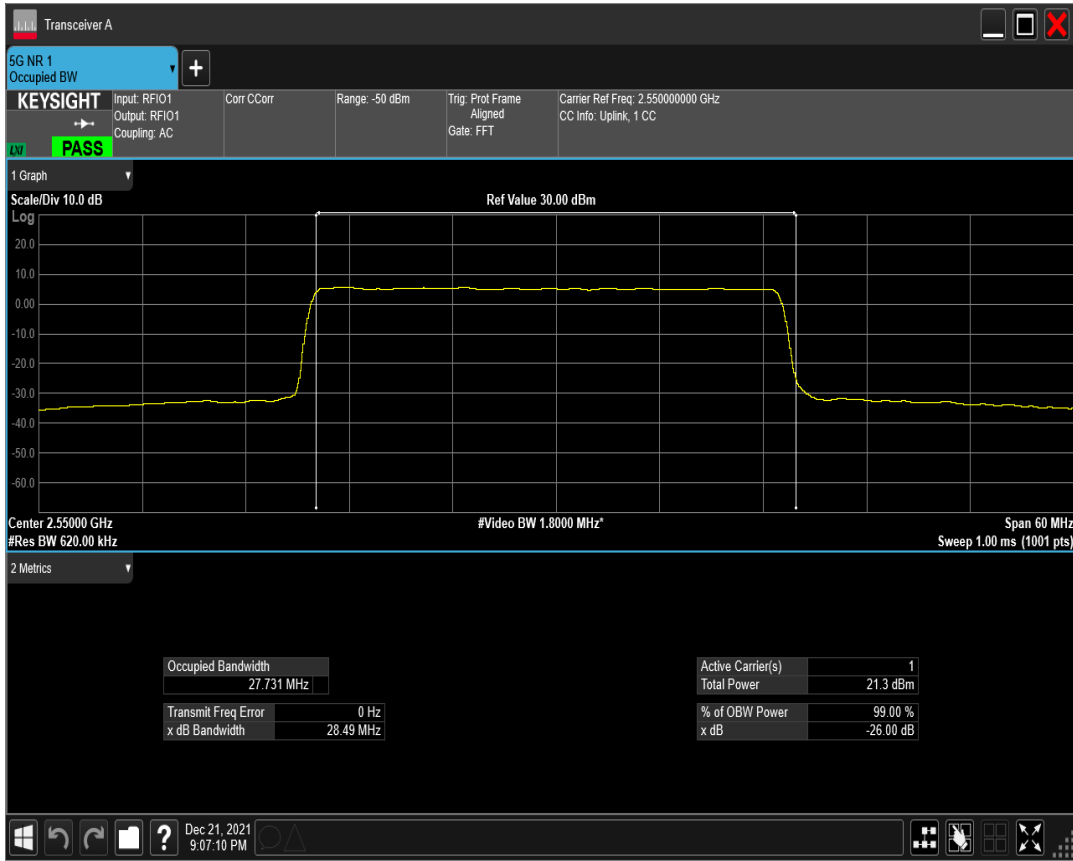 Transceiver A
5G NR 1
Occupied BW
+
KEYSIGHT
LXI
PASS
Input: RFIO1
Output: RFIO1
Coupling: AC
Corr CCorr
Range: -50 dBm
Trig: Prot Frame
Aligned
Gate: FFT
Carrier Ref Freq: 2.550000000 GHz
CC Info: Uplink, 1 CC
1 Graph
Scale/Div 10.0 dB
Ref Value 30.00 dBm
Log
20.0
10.0
0.00
-10.0
-20.0
-30.0
-40.0
-50.0
-60.0
Center 2.55000 GHz
#Video BW 1.8000 MHz*
Span 60 MHz
#Res BW 620.00 kHz
Sweep 1.00 ms (1001 pts)
2 Metrics
Occupied Bandwidth
27.731 MHz
Transmit Freq Error 0 Hz
x dB Bandwidth 28.49 MHz
Active Carrier(s) 1
Total Power 21.3 dBm
% of OBW Power 99.00 %
x dB -26.00 dB
?
Dec 21, 2021
9:07:10 PM